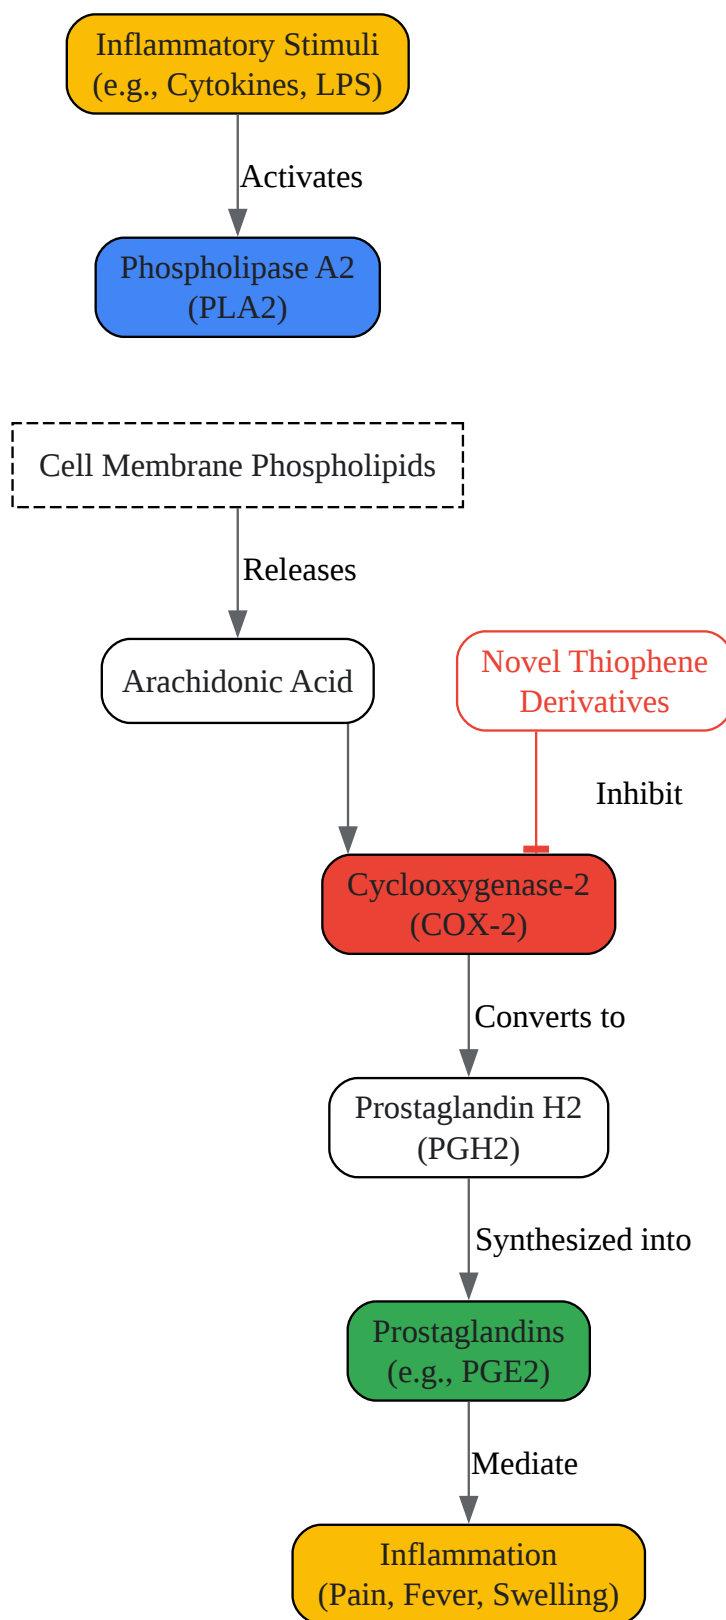 Inflammatory Stimuli
(e.g., Cytokines, LPS)
Activates
Phospholipase A2
(PLA2)
Cell Membrane Phospholipids
Releases
Arachidonic Acid
Novel Thiophene
Derivatives
Inhibit
Cyclooxygenase-2
(COX-2)
Converts to
Prostaglandin H2
(PGH2)
Synthesized into
Prostaglandins
(e.g., PGE2)
Mediate
Inflammation
(Pain, Fever, Swelling)